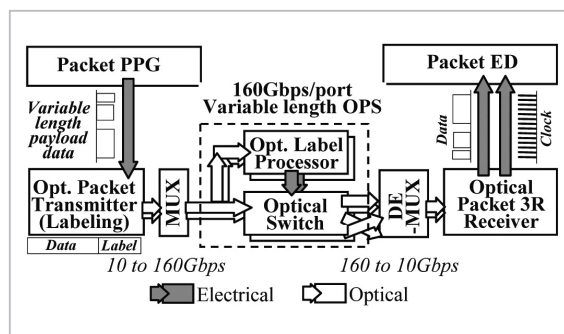 Packet PPG
Packet ED
160Gbps/port
Variable length OPS
Variable
length
payload
data
Data
Clock
Opt. Label
Processor
Opt. Packet
Transmitter
(Labeling)
MUX
Optical
Switch
DE
-MUX
Optical
Packet 3R
Receiver
Data Label
10 to 160Gbps
160 to 10Gbps
Electrical
Optical